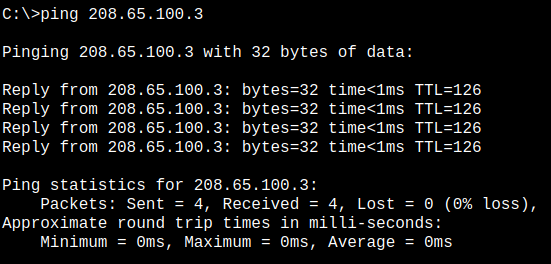 C:\>ping 208.65.100.3
Pinging 208.65.100.3 with 32 bytes of data:
Reply from 208.65.100.3: bytes=32 time<1ms TTL=126
Reply from 208.65.100.3: bytes=32 time<1ms TTL=126
Reply from 208.65.100.3: bytes=32 time<1ms TTL=126
Reply from 208.65.100.3: bytes=32 time<1ms TTL=126
Ping statistics for 208.65.100.3:
    Packets: Sent = 4, Received = 4, Lost = 0 (0% loss),
Approximate round trip times in milli-seconds:
    Minimum = 0ms, Maximum = 0ms, Average = 0ms